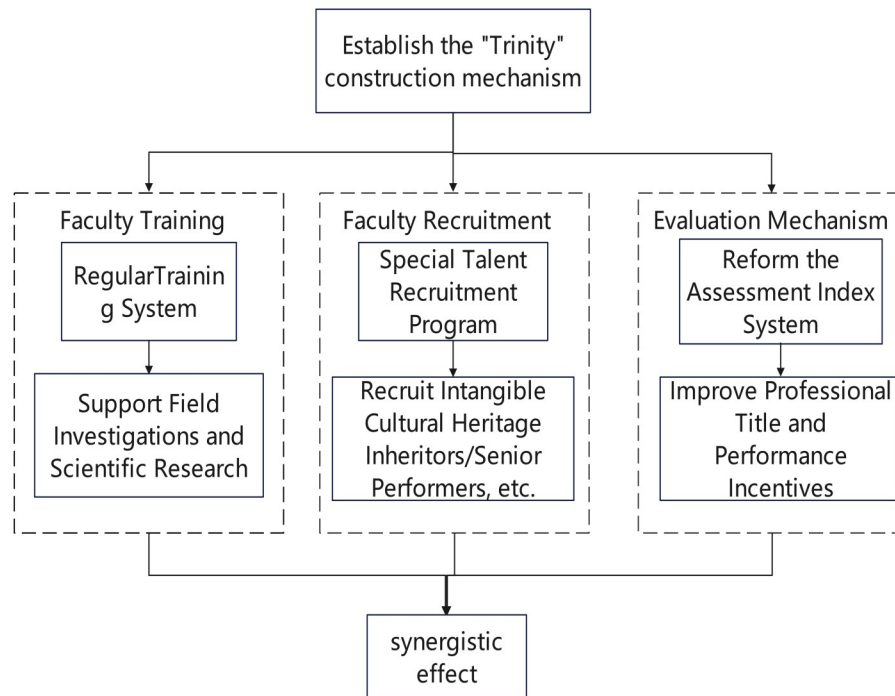 Establish the "Trinity"
construction mechanism
Faculty Training
RegularTrainin
g System
Support Field
Investigations and
Scientific Research
Faculty Recruitment
Special Talent
Recruitment
Program
Recruit Intangible
Cultural Heritage
Inheritors/Senior
Performers, etc.
Evaluation Mechanism
Reform the
Assessment Index
System
Improve Professional
Title and
Performance
Incentives
synergistic
effect